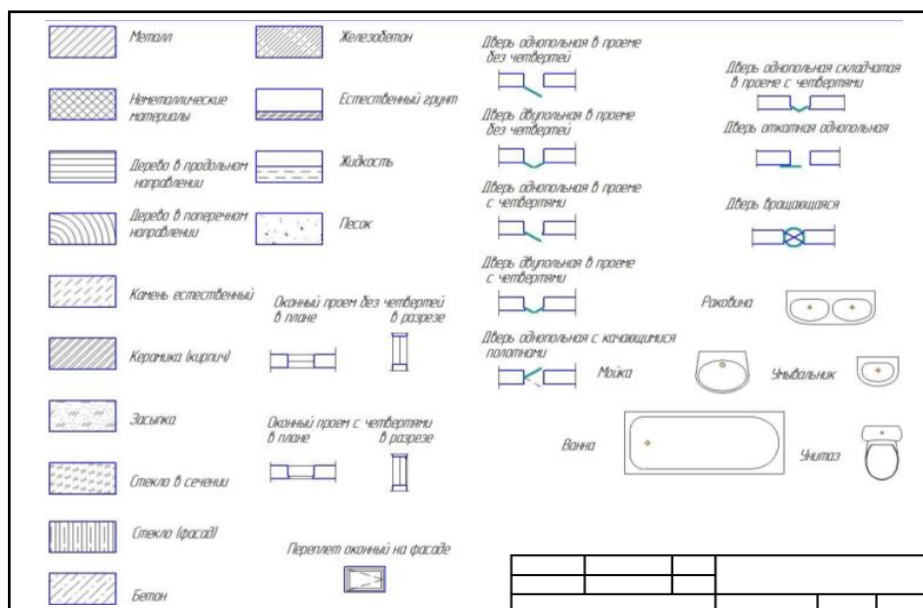 Металл
Неметаллические
материалы
Дерево в продольном
направлении
Дерево в поперечном
направлении
Камень естественный
Керамика (кирпич)
Засыпка
Стекло в сечении
Стекло (фасад)
Бетон
Железобетон
Естественный грунт
Жидкость
Песок
Оконный проем без четвертей
в плане в разрезе
Оконный проем с четвертями
в плане в разрезе
Переплет оконный на фасаде
Дверь однопольная в проеме
без четвертей
Дверь двупольная в проеме
без четвертей
Дверь однопольная в проеме
с четвертями
Дверь двупольная в проеме
с четвертями
Дверь однопольная с качающимися
полотнами
Дверь однопольная складчатая
в проеме с четвертями
Дверь откатная однопольная
Дверь вращающаяся
Раковина
Мойка
Умывальник
Ванна
Унитаз